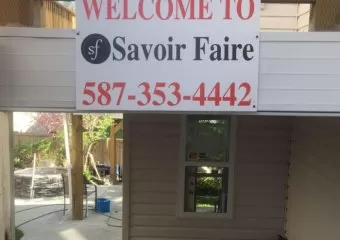 WELCOME TO
sf Savoir Faire
587-353-4442